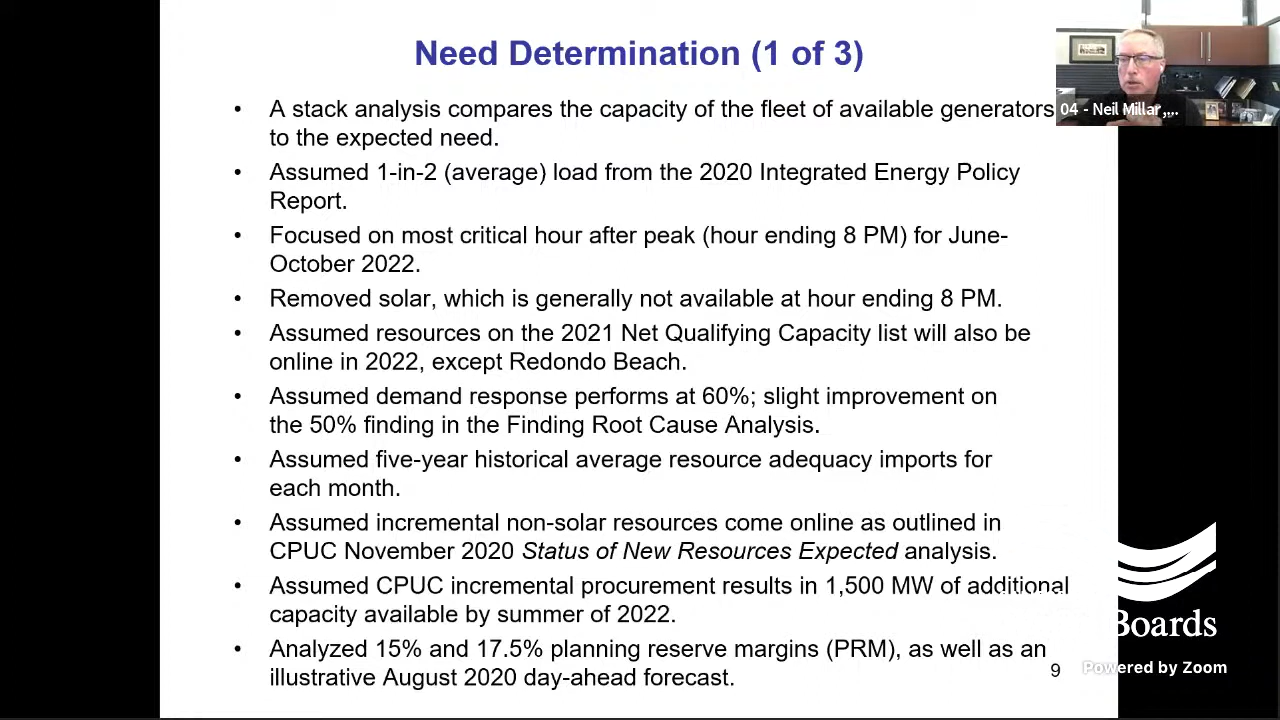 Need Determination (1 of 3)
• A stack analysis compares the capacity of the fleet of available generators
to the expected need.
• Assumed 1-in-2 (average) load from the 2020 Integrated Energy Policy
Report.
• Focused on most critical hour after peak (hour ending 8 PM) for June-
October 2022.
• Removed solar, which is generally not available at hour ending 8 PM.
• Assumed resources on the 2021 Net Qualifying Capacity list will also be
online in 2022, except Redondo Beach.
• Assumed demand response performs at 60%; slight improvement on
the 50% finding in the Finding Root Cause Analysis.
• Assumed five-year historical average resource adequacy imports for
each month.
• Assumed incremental non-solar resources come online as outlined in
CPUC November 2020 Status of New Resources Expected analysis.
• Assumed CPUC incremental procurement results in 1,500 MW of additional
capacity available by summer of 2022.
• Analyzed 15% and 17.5% planning reserve margins (PRM), as well as an
illustrative August 2020 day-ahead forecast.
9
04 - Neil Millar,...
Boards
Powered by Zoom